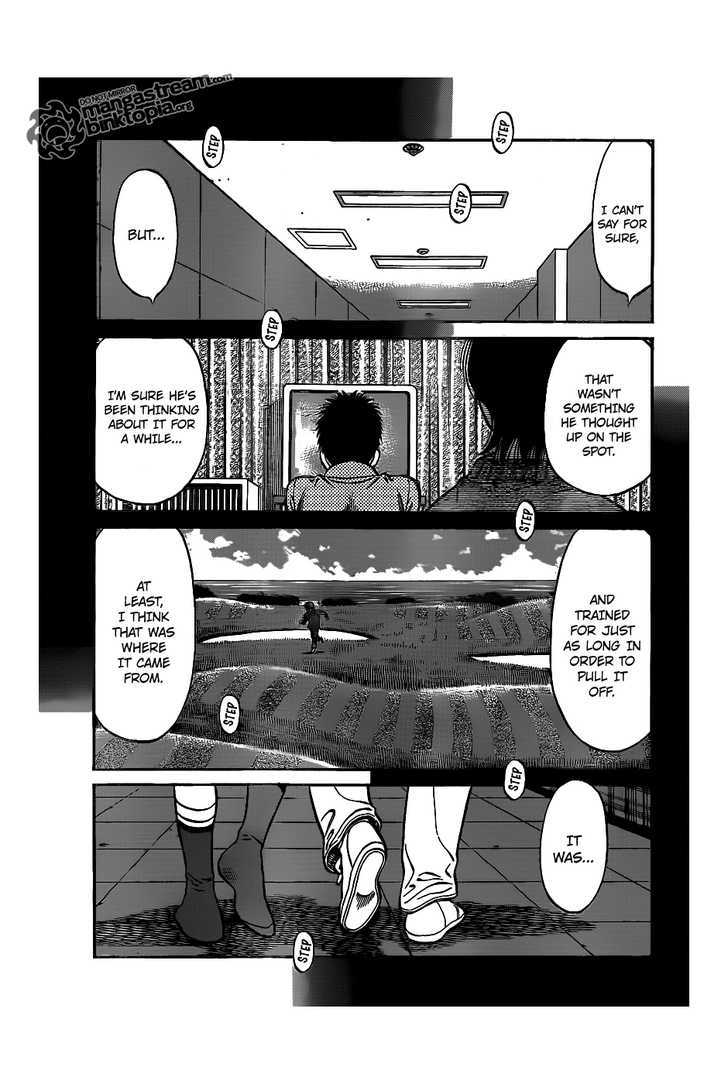 DO NOT MIRROR
mangastream.com
binktopia.org
STEP
STEP
STEP
I CAN'T
SAY FOR
SURE,
BUT...
STEP
THAT
WASN'T
SOMETHING
HE THOUGHT
UP ON THE
SPOT.
I'M SURE HE'S
BEEN THINKING
ABOUT IT FOR
A WHILE...
STEP
AND
TRAINED
FOR JUST
AS LONG IN
ORDER TO
PULL IT
OFF.
AT
LEAST,
I THINK
THAT WAS
WHERE
IT CAME
FROM.
STEP
STEP
IT
WAS...
STEP